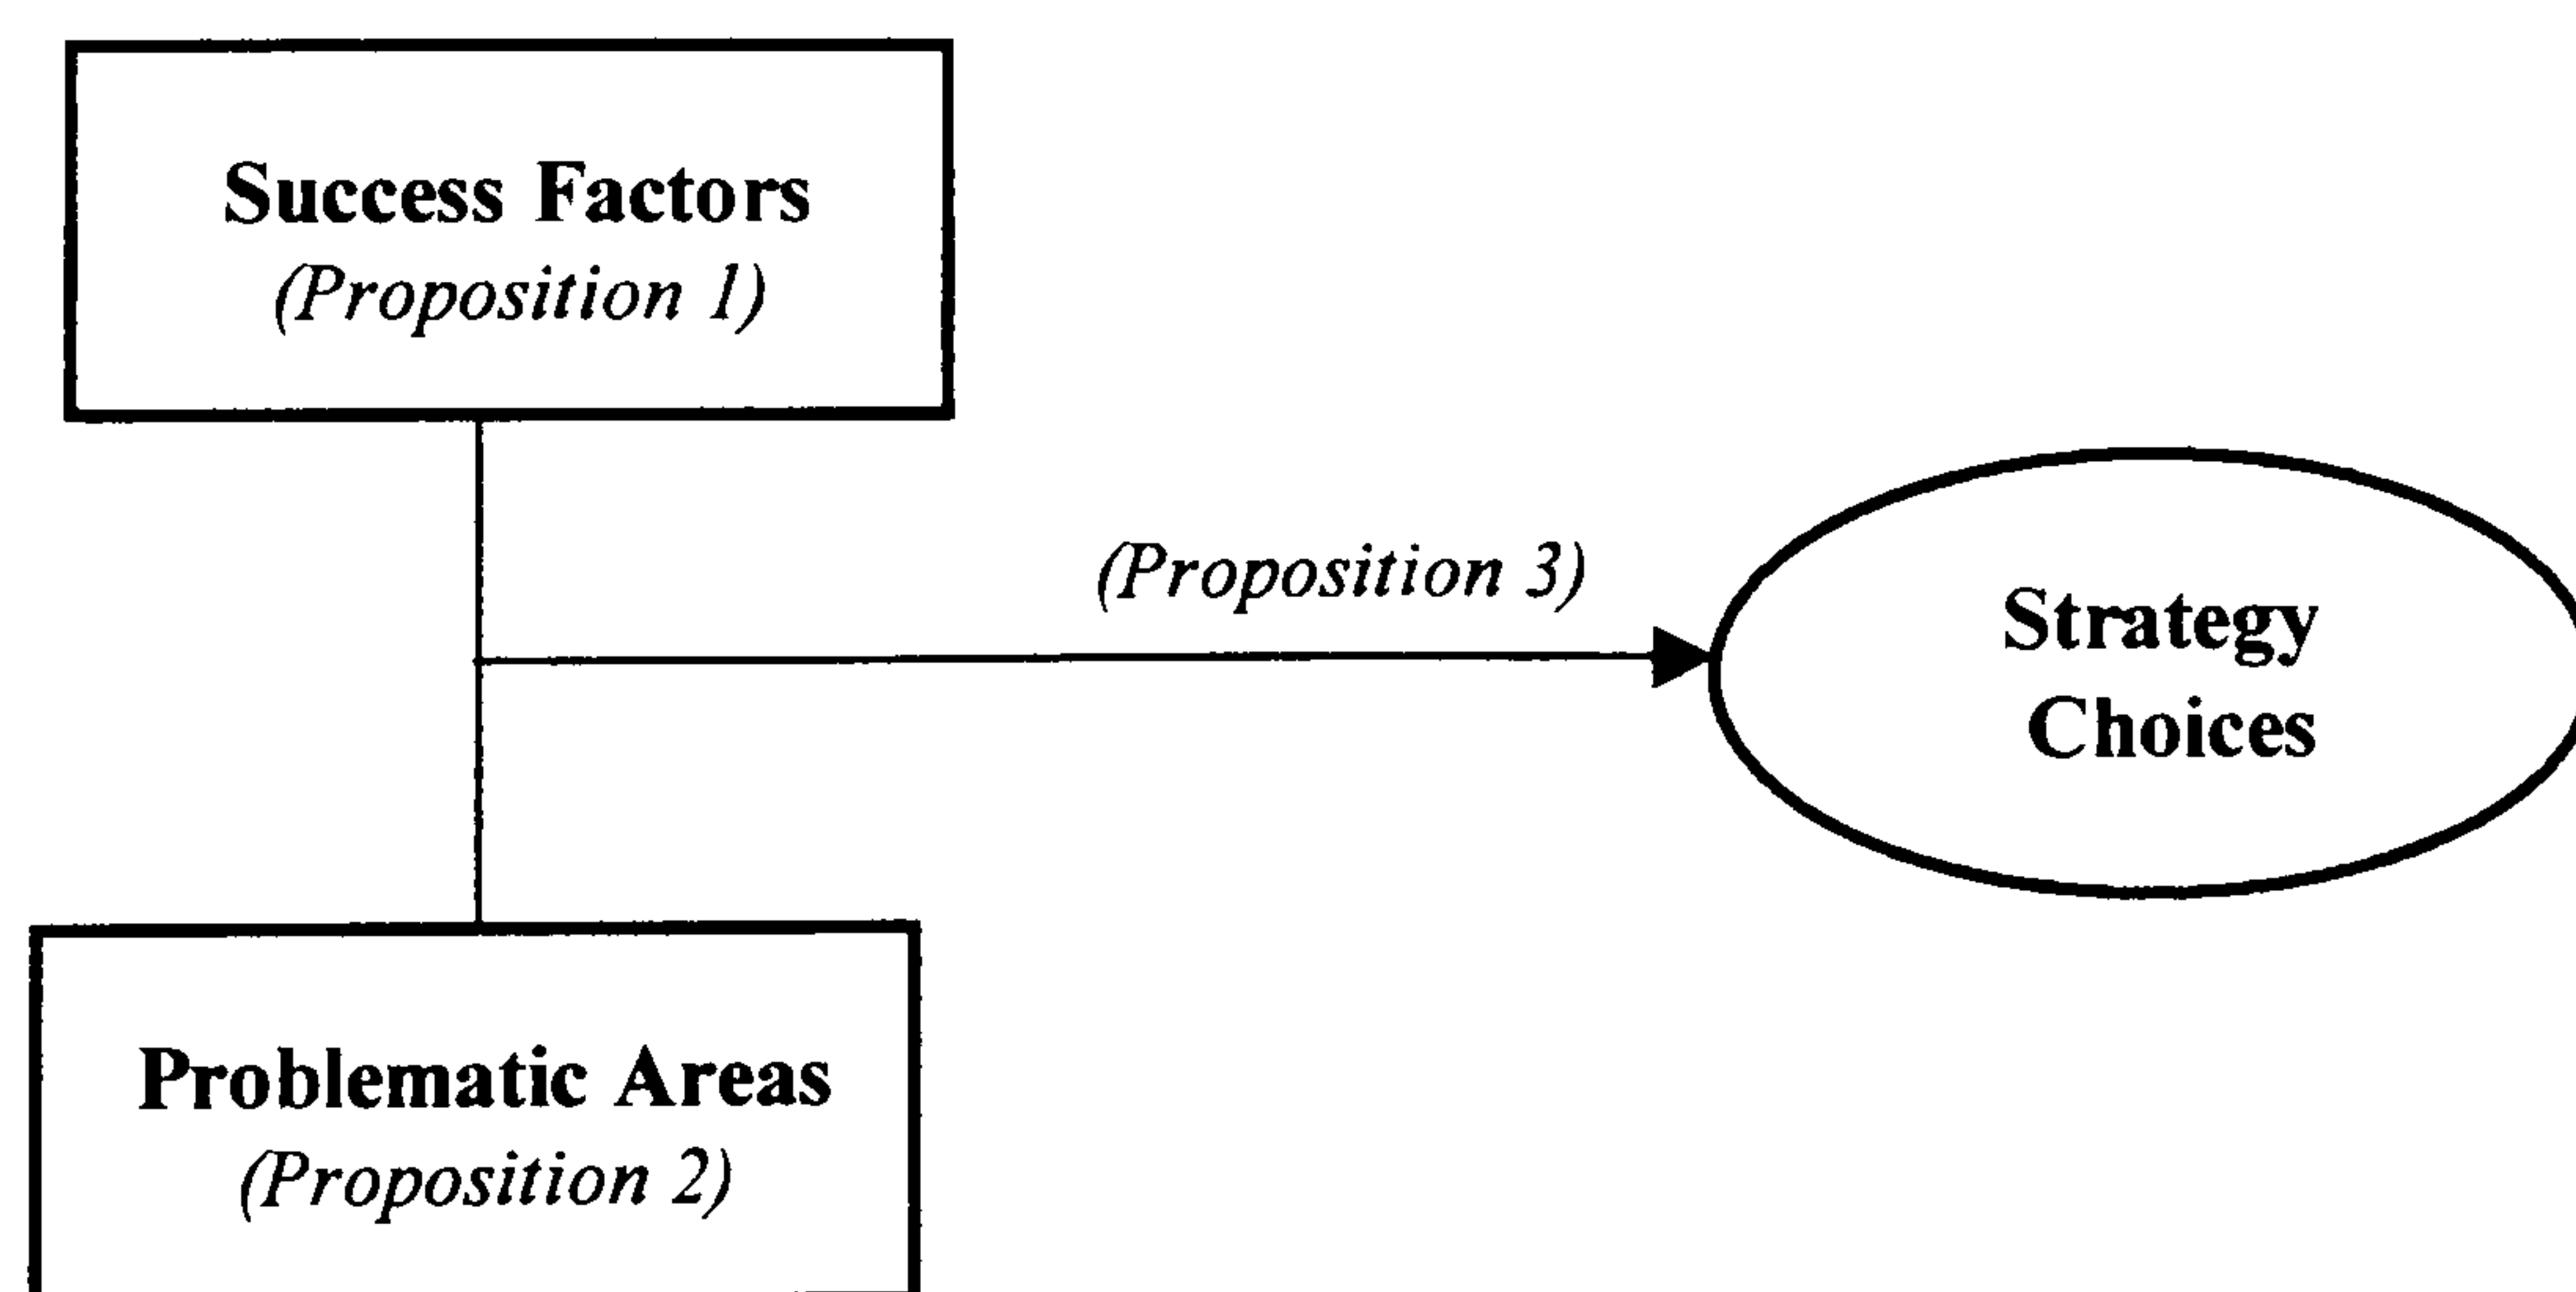 Success Factors
(Proposition 1)
(Proposition 3)
Strategy
Choices
Problematic Areas
(Proposition 2)